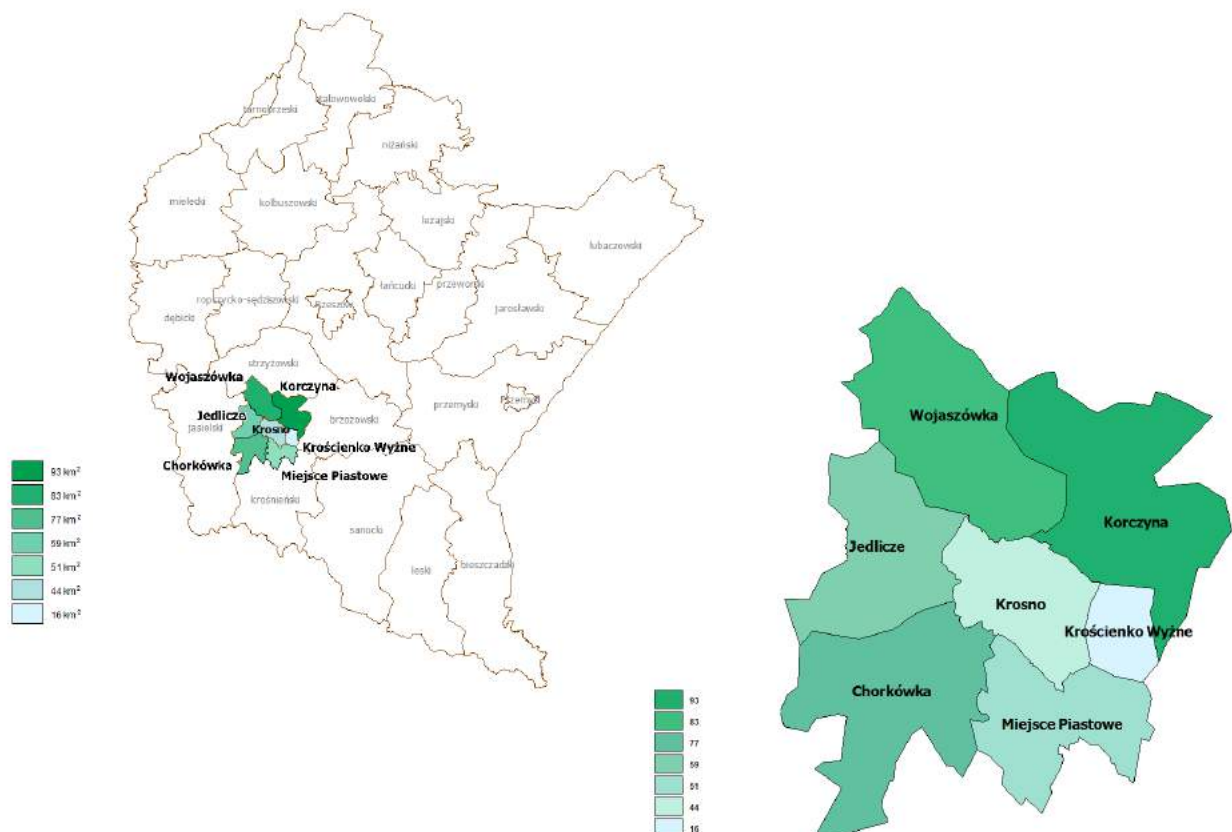 stalowowolski
tarnobrzeski
niżański
mielecki
kolbuszowski
leżajski
lubaczowski
ropczycko-sędziszowski
Rzeszów
łańcucki
przeworski
jarosławski
dębicki
strzyżowski
Wojaszówka
Korczyna
Jedlicze
jasielski
Krosno
brzozowski
przemyski
Przemyśl
Krościenko Wyżne
Chorkówka
Miejsce Piastowe
krośnieński
sanocki
leski
bieszczadzki
93 km²
83 km²
77 km²
59 km²
51 km²
44 km²
16 km²
Wojaszówka
Korczyna
Jedlicze
Krosno
Krościenko Wyżne
Chorkówka
Miejsce Piastowe
93
83
77
59
51
44
16